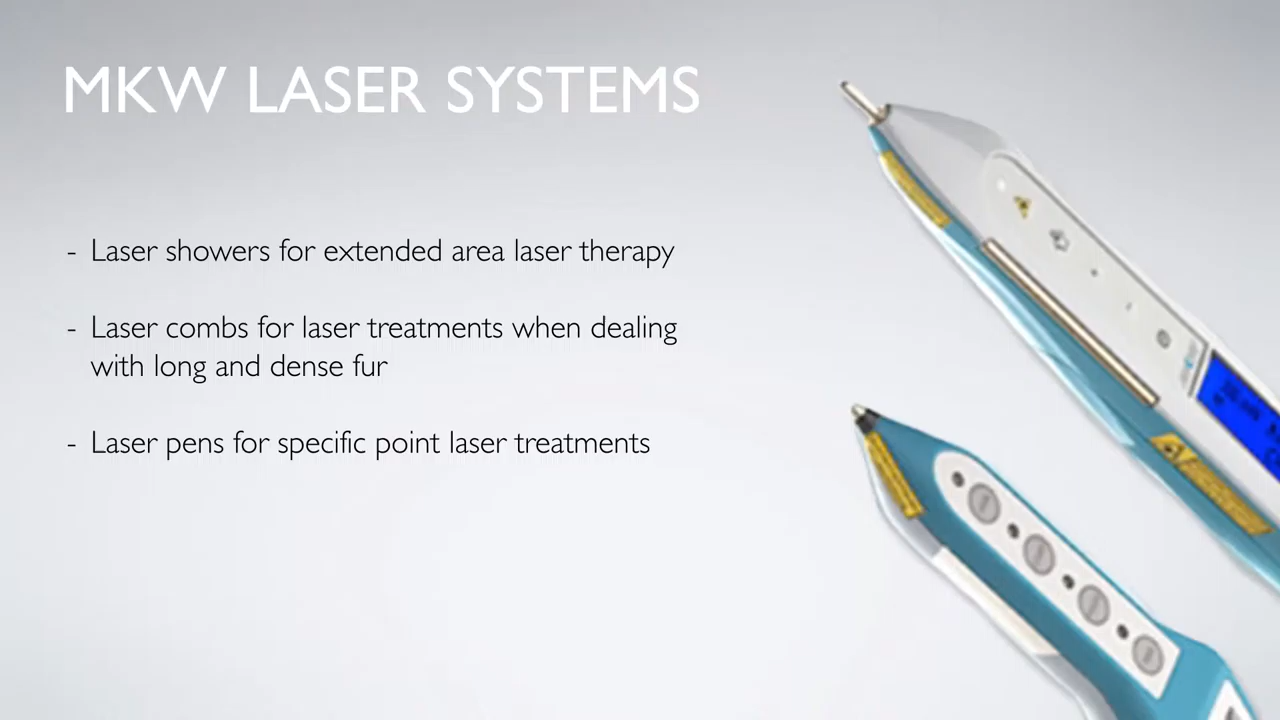 MKW LASER SYSTEMS
- Laser showers for extended area laser therapy
- Laser combs for laser treatments when dealing
with long and dense fur
- Laser pens for specific point laser treatments